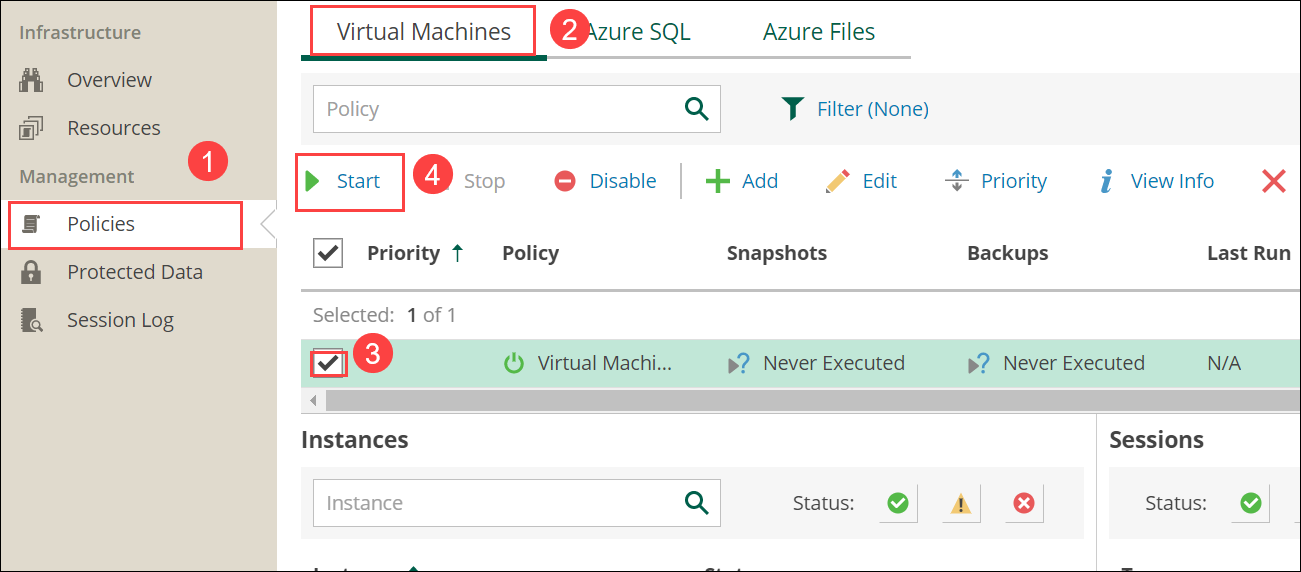 Infrastructure
Overview
Resources
Management
1
Policies
Protected Data
Session Log
Virtual Machines 2 Azure SQL Azure Files
Policy Filter (None)
Start 4 Stop Disable Add Edit Priority i View Info
Priority Policy Snapshots Backups Last Run
Selected: 1 of 1
3 Virtual Machi... ? Never Executed ? Never Executed N/A
Instances Sessions
Instance Status: ! Status: